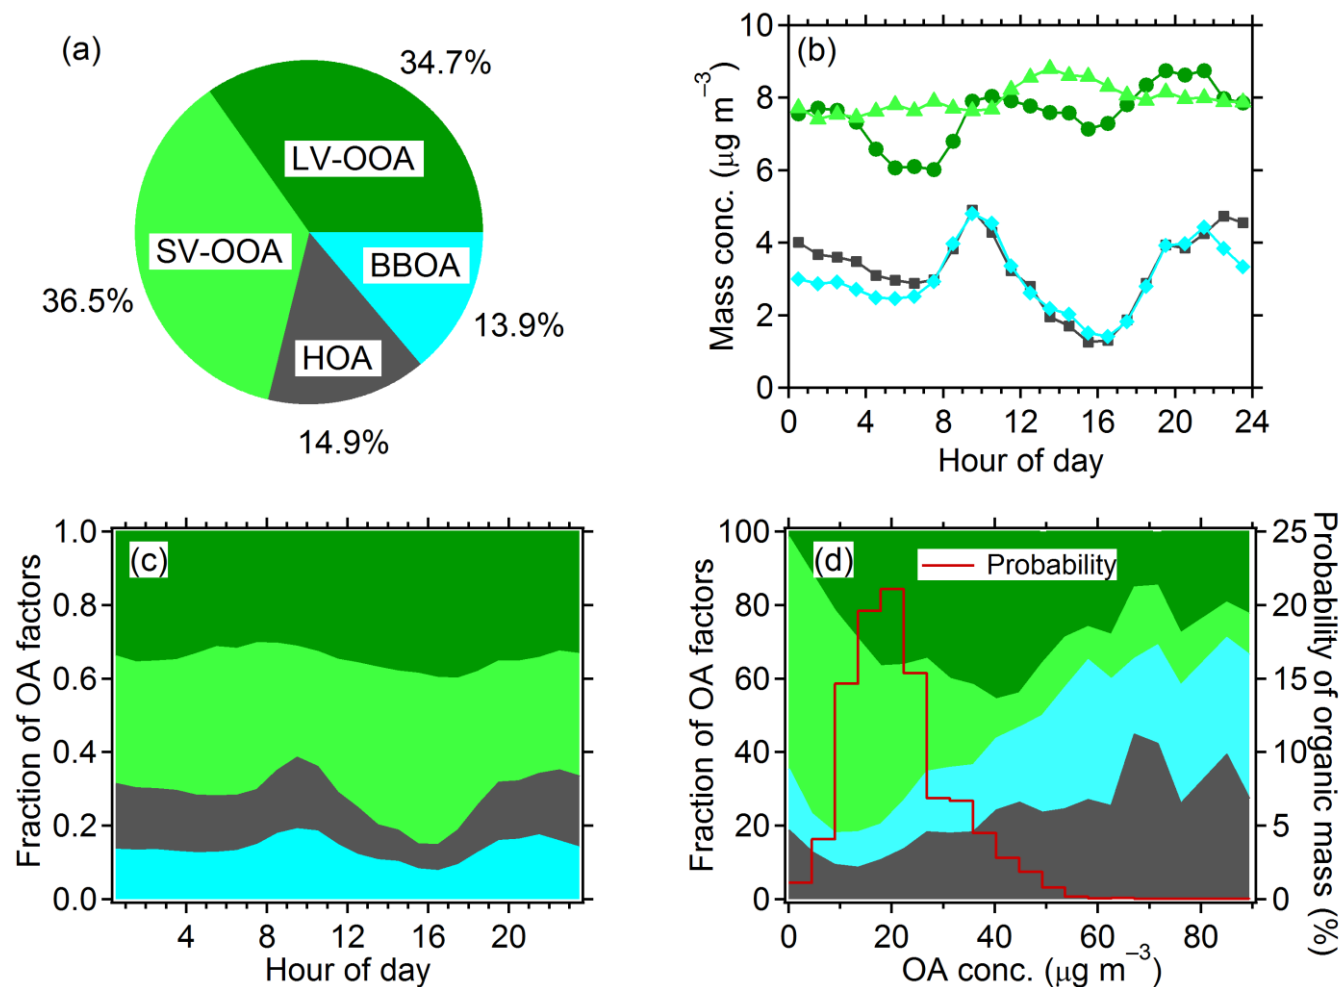 (a)
34.7%
LV-OOA
SV-OOA
BBOA
36.5%
13.9%
HOA
14.9%
(b)
10
8
6
4
2
0
Mass conc. (μg m⁻³)
0 4 8 12 16 20 24
Hour of day
(c)
1.0
0.8
0.6
0.4
0.2
0.0
Fraction of OA factors
4 8 12 16 20
Hour of day
(d)
Probability
100
80
60
40
20
0
Fraction of OA factors
25
20
15
10
5
0
Probability of organic mass (%)
0 20 40 60 80
OA conc. (μg m⁻³)